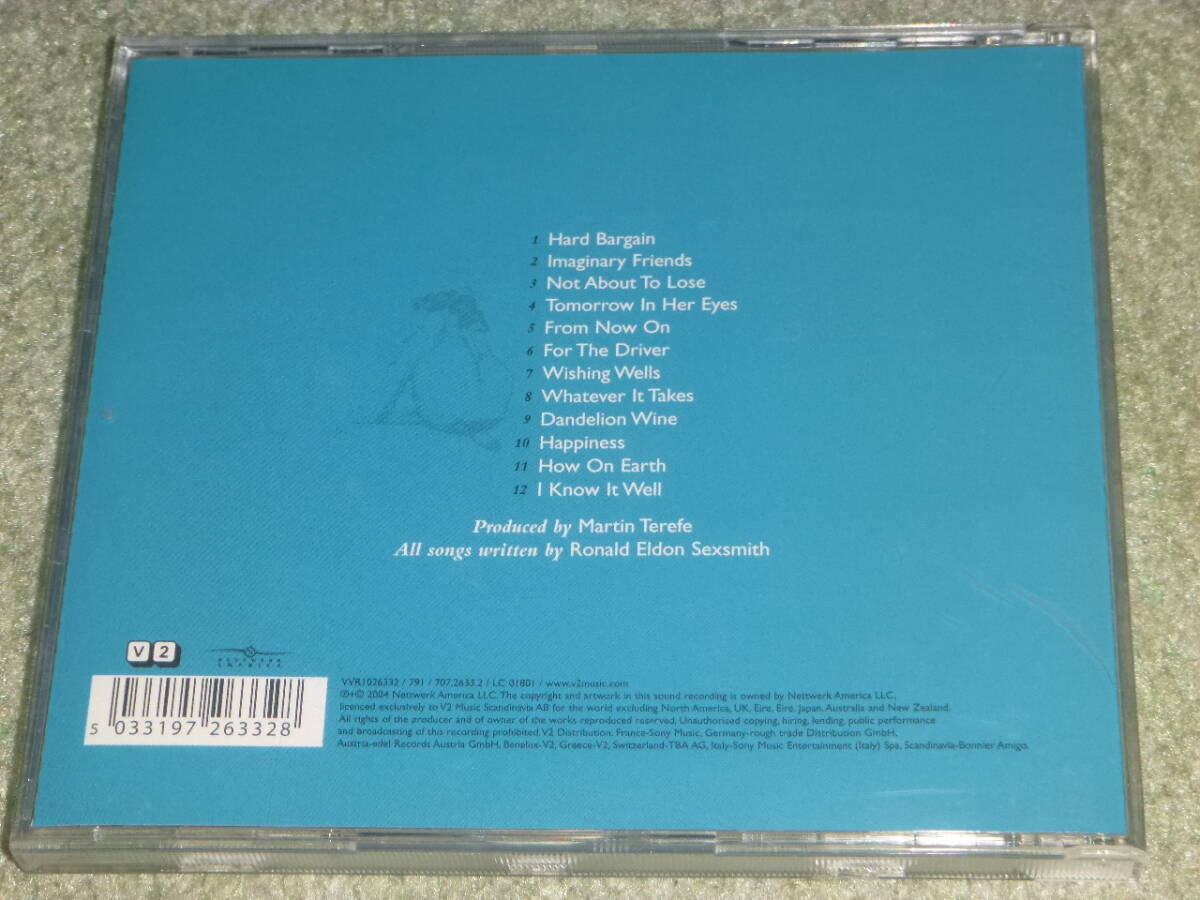 1 Hard Bargain
2 Imaginary Friends
3 Not About To Lose
4 Tomorrow In Her Eyes
5 From Now On
6 For The Driver
7 Wishing Wells
8 Whatever It Takes
9 Dandelion Wine
10 Happiness
11 How On Earth
12 I Know It Well
Produced by Martin Terefe
All songs written by Ronald Eldon Sexsmith
V2
NETTWERK
AMERICA
VVR1026332 / 791 / 707.2633.2 / LC 01801 / www.v2music.com
℗+© 2004 Nettwerk America LLC. The copyright and artwork in this sound recording is owned by Nettwerk America LLC,
licenced exclusively to V2 Music Scandinavia AB for the world excluding North America, UK, Eire, Eire, Japan, Australia and New Zealand.
All rights of the producer and of owner of the works reproduced reserved. Unauthorised copying, hiring, lending, public performance
and broadcasting of this recording prohibited. V2 Distribution: France-Sony Music, Germany-rough trade Distribution GmbH,
Austria-edel Records Austria GmbH, Benelux-V2, Greece-V2, Switzerland-TBA AG, Italy-Sony Music Entertainment (Italy) Spa, Scandinavia-Bonnier Amigo.
5 033197 263328